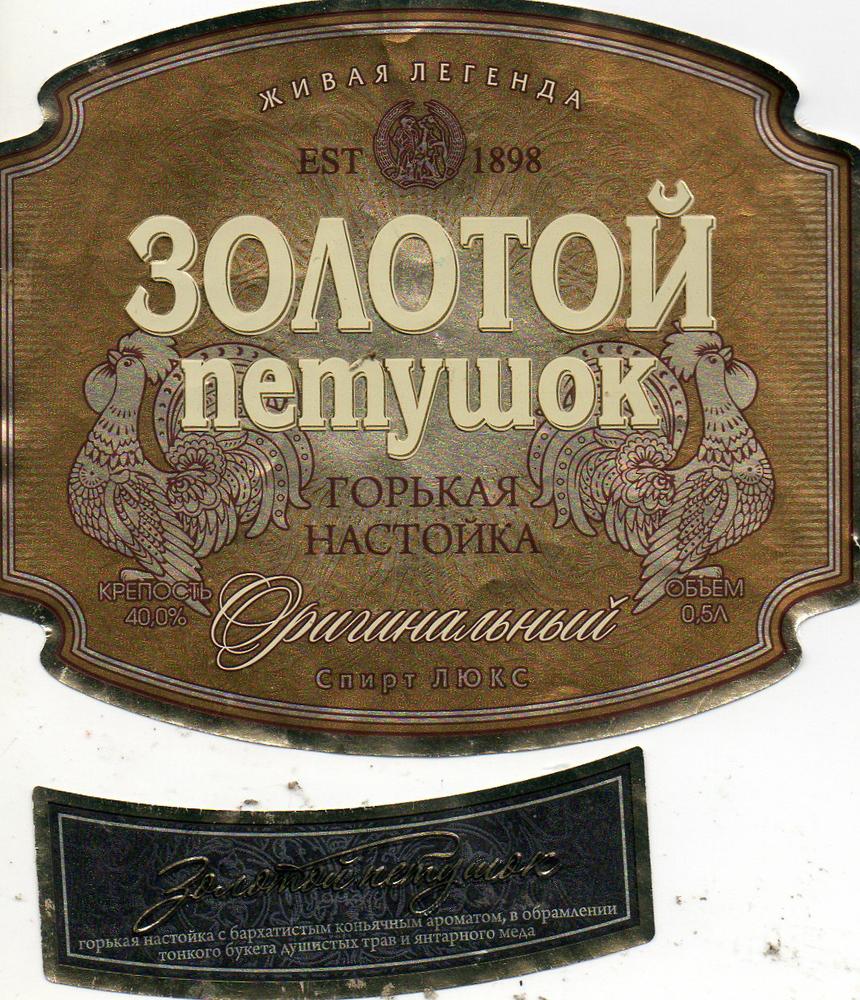 ЖИВАЯ ЛЕГЕНДА
EST 1898
ЗОЛОТОЙ
петушок
ГОРЬКАЯ
НАСТОЙКА
КРЕПОСТЬ
40,0%
ОБЪЕМ
0,5Л
Оригинальный
Спирт ЛЮКС
Золотой петушок
горькая настойка с бархатистым коньячным ароматом, в обрамлении
тонкого букета душистых трав и янтарного меда